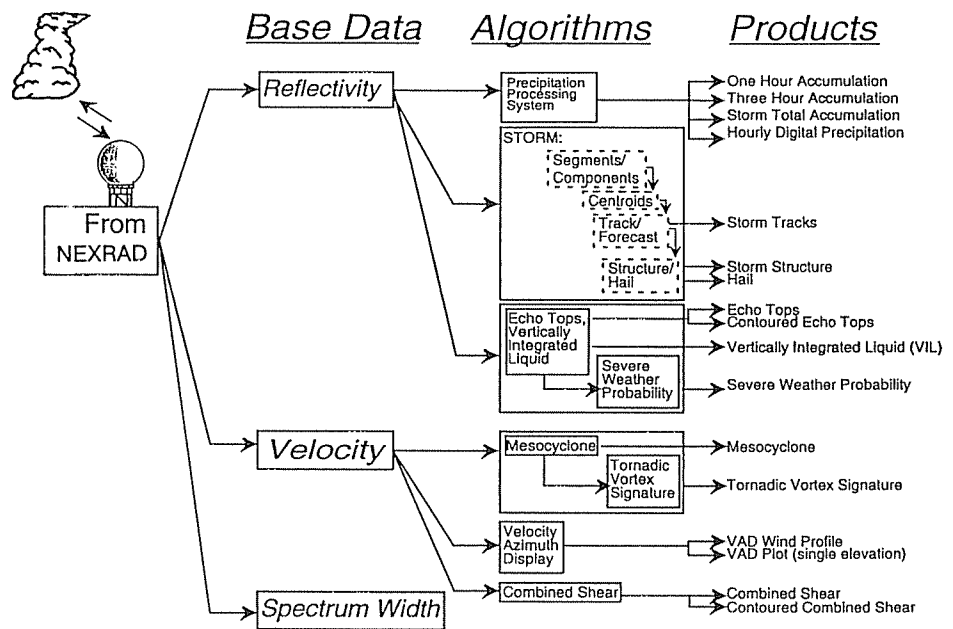 Base Data
Algorithms
Products
From
NEXRAD
Reflectivity
Velocity
Spectrum Width
Precipitation
Processing
System
STORM:
Segments/
Components
Centroids
Track/
Forecast
Structure/
Hail
Echo Tops,
Vertically
Integrated
Liquid
Severe
Weather
Probability
Mesocyclone
Tornadic
Vortex
Signature
Velocity
Azimuth
Display
Combined Shear
One Hour Accumulation
Three Hour Accumulation
Storm Total Accumulation
Hourly Digital Precipitation
Storm Tracks
Storm Structure
Hail
Echo Tops
Contoured Echo Tops
Vertically Integrated Liquid (VIL)
Severe Weather Probability
Mesocyclone
Tornadic Vortex Signature
VAD Wind Profile
VAD Plot (single elevation)
Combined Shear
Contoured Combined Shear